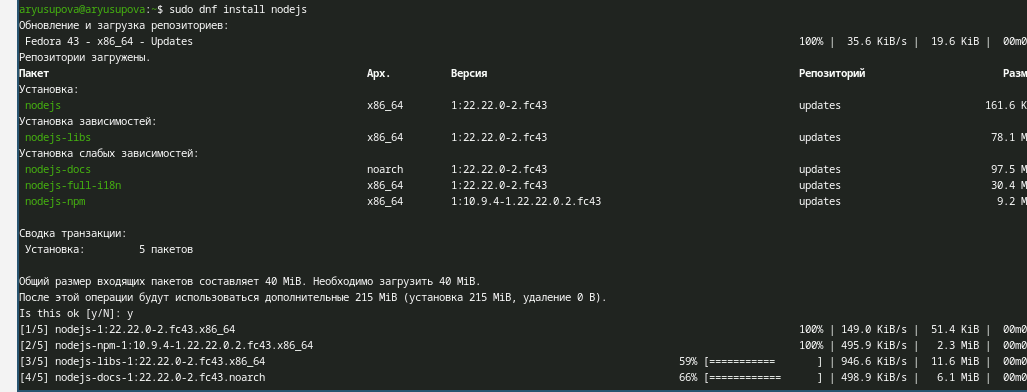 aryusupova@aryusupova:~$ sudo dnf install nodejs
Обновление и загрузка репозиториев:
Fedora 43 - x86_64 - Updates 100% | 35.6 KiB/s | 19.6 KiB | 00m0
Репозитории загружены.
Пакет Арх. Версия Репозиторий Разм
Установка:
nodejs x86_64 1:22.22.0-2.fc43 updates 161.6 K
Установка зависимостей:
nodejs-libs x86_64 1:22.22.0-2.fc43 updates 78.1 M
Установка слабых зависимостей:
nodejs-docs noarch 1:22.22.0-2.fc43 updates 97.5 M
nodejs-full-i18n x86_64 1:22.22.0-2.fc43 updates 30.4 M
nodejs-npm x86_64 1:10.9.4-1.22.22.0.2.fc43 updates 9.2 M
Сводка транзакции:
Установка: 5 пакетов
Общий размер входящих пакетов составляет 40 MiB. Необходимо загрузить 40 MiB.
После этой операции будут использоваться дополнительные 215 MiB (установка 215 MiB, удаление 0 B).
Is this ok [y/N]: y
[1/5] nodejs-1:22.22.0-2.fc43.x86_64 100% | 149.0 KiB/s | 51.4 KiB | 00m0
[2/5] nodejs-npm-1:10.9.4-1.22.22.0.2.fc43.x86_64 100% | 495.9 KiB/s | 2.3 MiB | 00m0
[3/5] nodejs-libs-1:22.22.0-2.fc43.x86_64 59% [=========== ] | 946.6 KiB/s | 11.6 MiB | 00m0
[4/5] nodejs-docs-1:22.22.0-2.fc43.noarch 66% [============ ] | 498.9 KiB/s | 6.1 MiB | 00m0